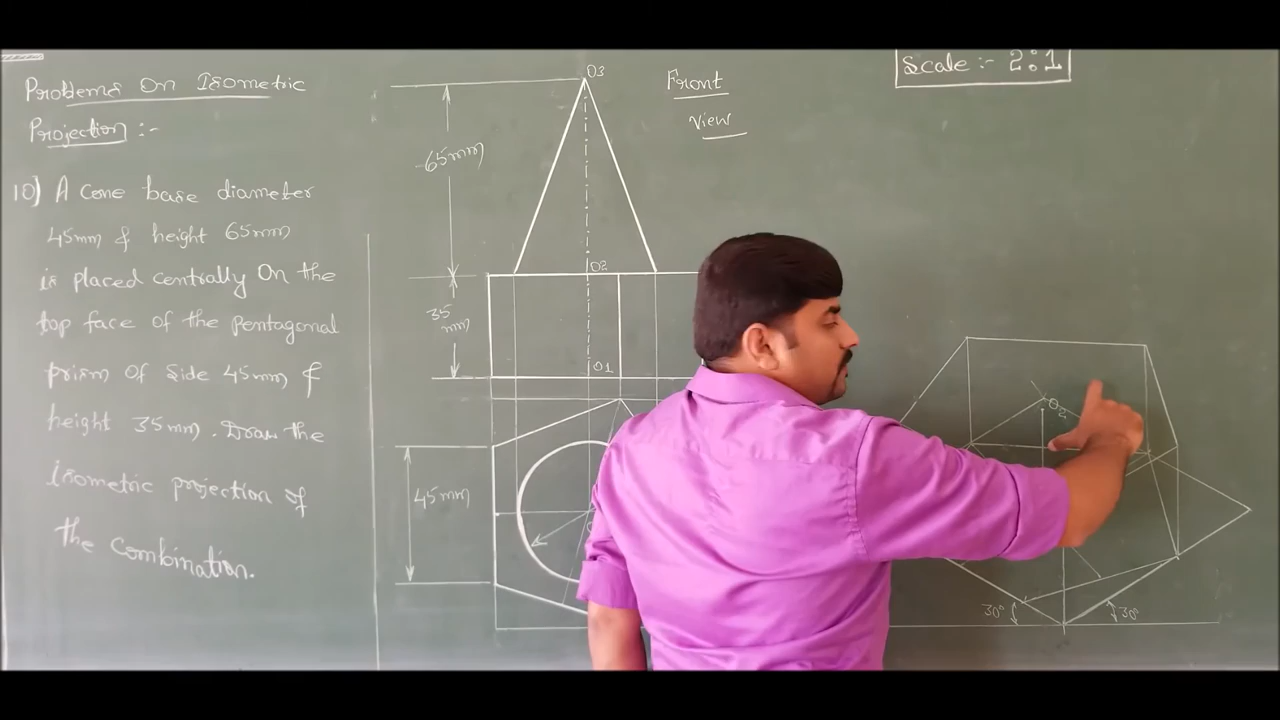 Problems On Isometric
Projection :-
10) A Cone base diameter
45mm & height 65mm
is placed centrally On the
top face of the pentagonal
prism of Side 45mm &
height 35mm. Draw the
isometric projection of
the combination.
O3
65mm
O2
35
mm
O1
45mm
Front
View
Scale :- 2:1
O2
30°
30°